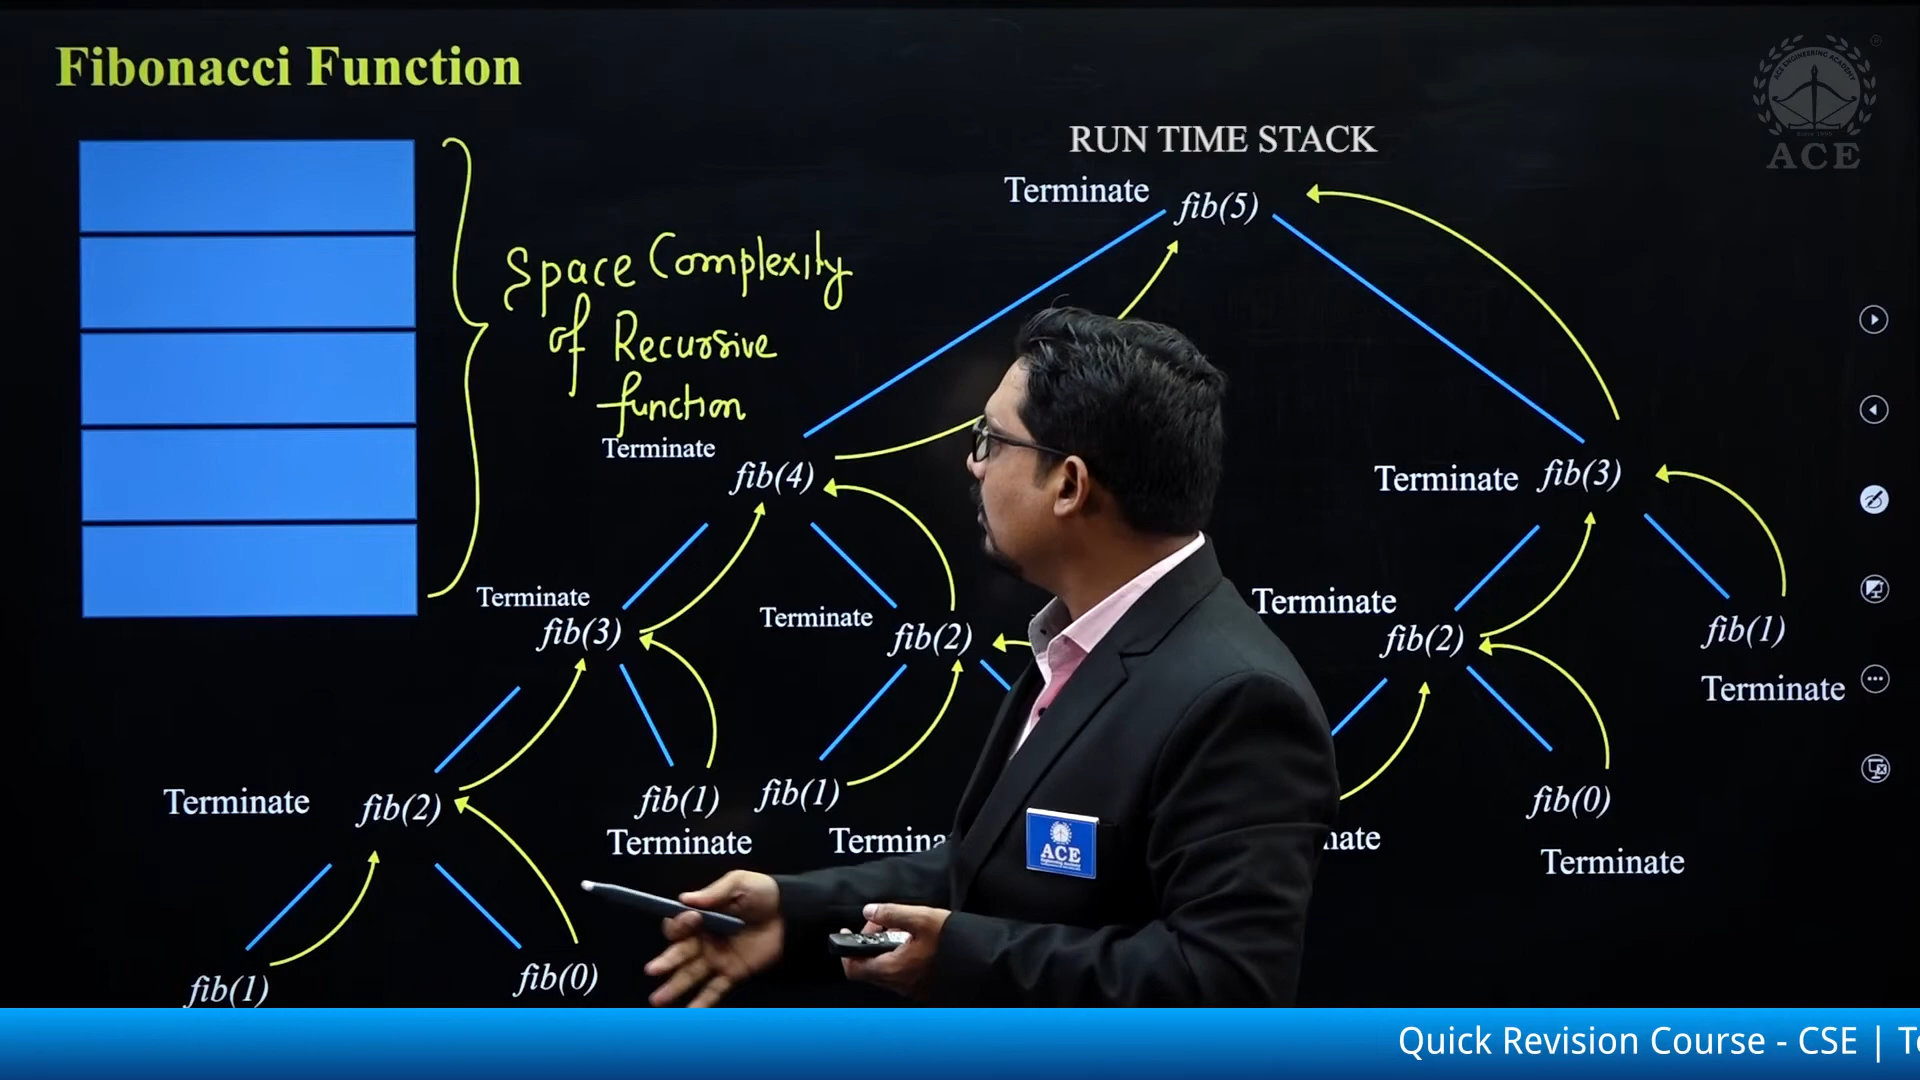 Fibonacci Function
RUN TIME STACK
ACE
Terminate fib(5)
Space Complexity
of Recursive
function
Terminate
fib(4)
Terminate fib(3)
Terminate
fib(3)
Terminate
fib(2)
Terminate
fib(2)
fib(1)
Terminate
Terminate fib(2)
fib(1)
Terminate
fib(1)
fib(0)
Terminate
ACE
fib(1)
fib(0)
Quick Revision Course - CSE |